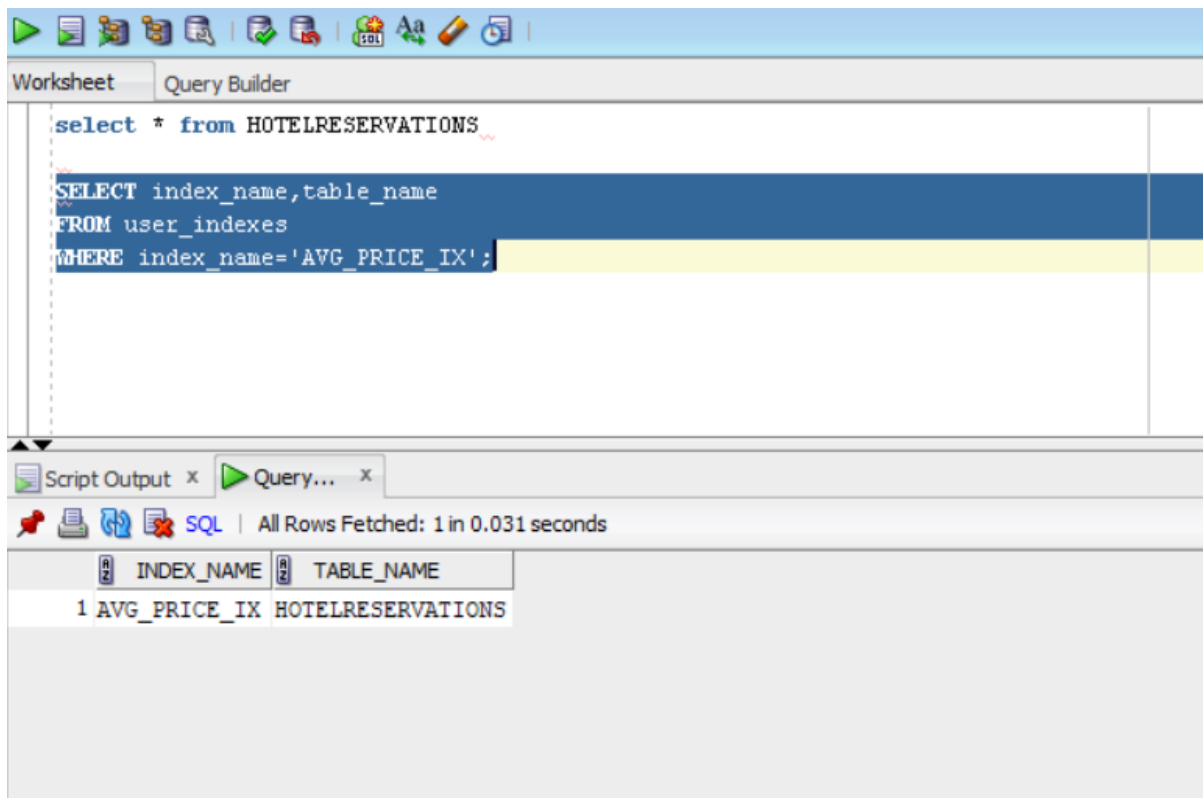 Worksheet Query Builder
select * from HOTELRESERVATIONS
SELECT index_name,table_name
FROM user_indexes
WHERE index_name='AVG_PRICE_IX';
Script Output x Query... x
SQL | All Rows Fetched: 1 in 0.031 seconds
INDEX_NAME TABLE_NAME
1 AVG_PRICE_IX HOTELRESERVATIONS